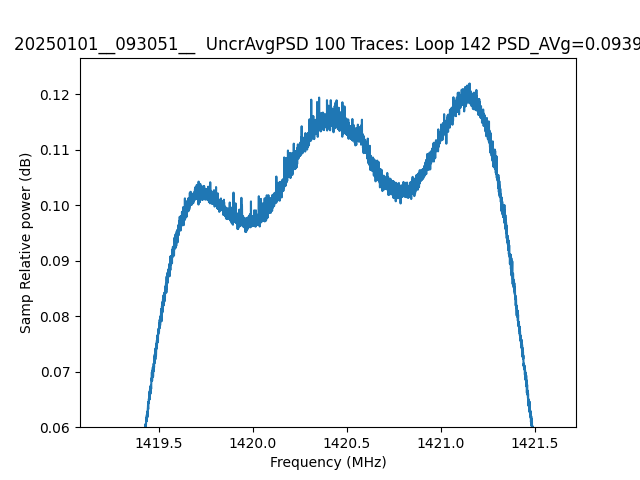 20250101__093051__  UncrAvgPSD 100 Traces: Loop 142 PSD_AVg=0.0939
0.12
0.11
0.10
0.09
0.08
0.07
0.06
Samp Relative power (dB)
1419.5 1420.0 1420.5 1421.0 1421.5
Frequency (MHz)